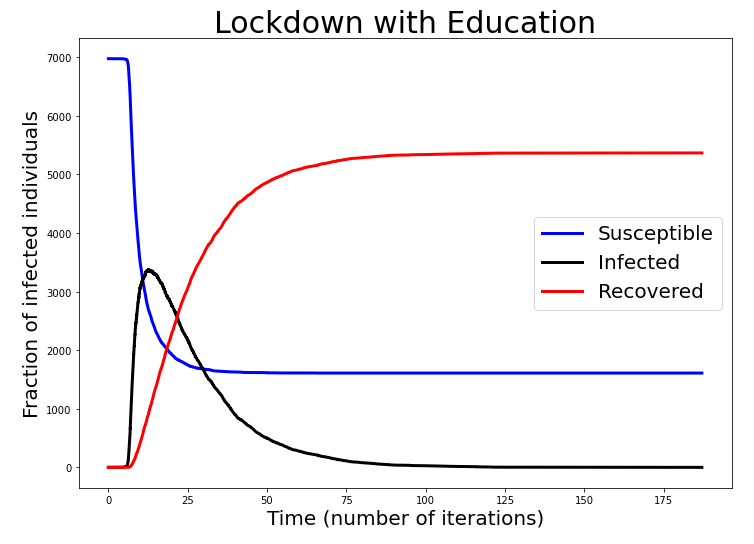 Lockdown with Education
Fraction of infected individuals
7000
6000
5000
4000
3000
2000
1000
0
Susceptible
Infected
Recovered
0 25 50 75 100 125 150 175
Time (number of iterations)